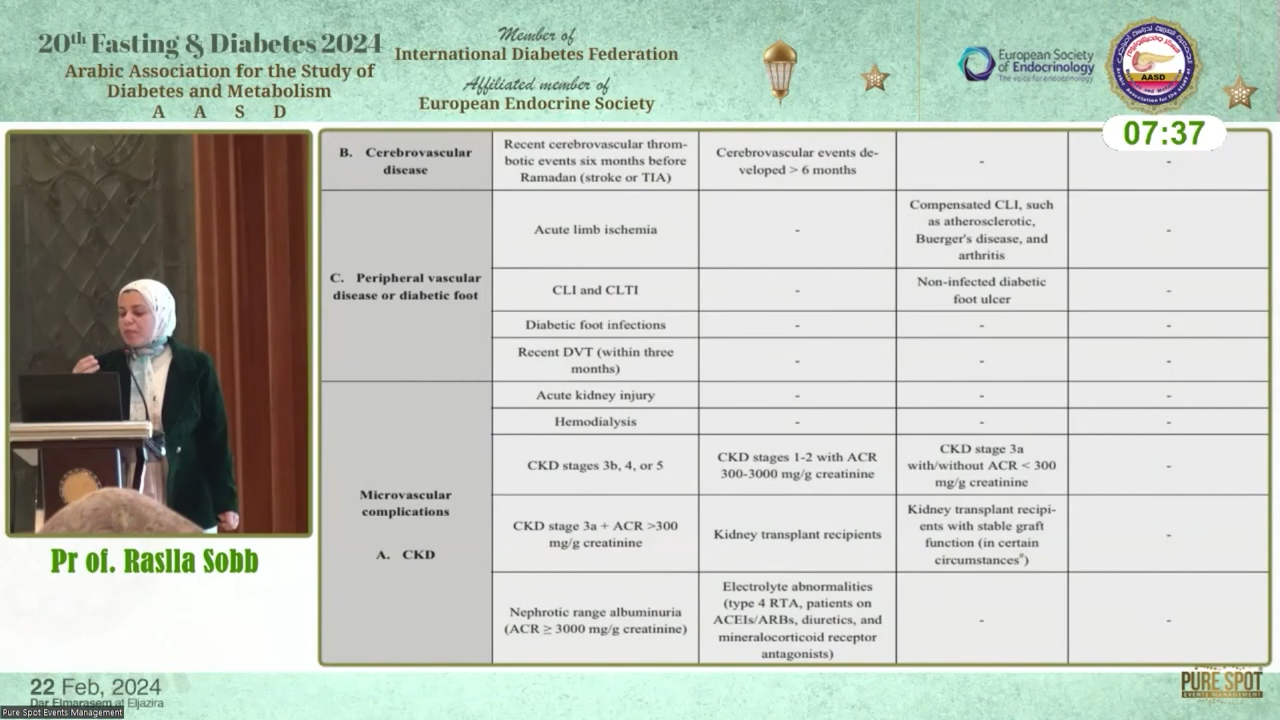 20th Fasting & Diabetes 2024
Arabic Association for the Study of
Diabetes and Metabolism
A A S D
Member of
International Diabetes Federation
Affiliated member of
European Endocrine Society
European Society
of Endocrinology
The voice for endocrinology
AASD
07:37
B. Cerebrovascular
disease
Recent cerebrovascular throm-
botic events six months before
Ramadan (stroke or TIA)
Cerebrovascular events de-
veloped > 6 months
-
-
C. Peripheral vascular
disease or diabetic foot
Acute limb ischemia
-
Compensated CLI, such
as atherosclerotic,
Buerger's disease, and
arthritis
-
CLI and CLTI
-
Non-infected diabetic
foot ulcer
-
Diabetic foot infections
-
-
-
Recent DVT (within three
months)
-
-
-
Microvascular
complications
A. CKD
Acute kidney injury
-
-
-
Hemodialysis
-
-
-
CKD stages 3b, 4, or 5
CKD stages 1-2 with ACR
300-3000 mg/g creatinine
CKD stage 3a
with/without ACR < 300
mg/g creatinine
-
CKD stage 3a + ACR >300
mg/g creatinine
Kidney transplant recipients
Kidney transplant recipi-
ents with stable graft
function (in certain
circumstances#)
-
Nephrotic range albuminuria
(ACR ≥ 3000 mg/g creatinine)
Electrolyte abnormalities
(type 4 RTA, patients on
ACEIs/ARBs, diuretics, and
mineralocorticoid receptor
antagonists)
-
-
Pr of. Raslla Sobb
22 Feb, 2024
Dar Elmarasem at Eljazira
Pure Spot Events Management
PURE SPOT
EVENTS MANAGEMENT